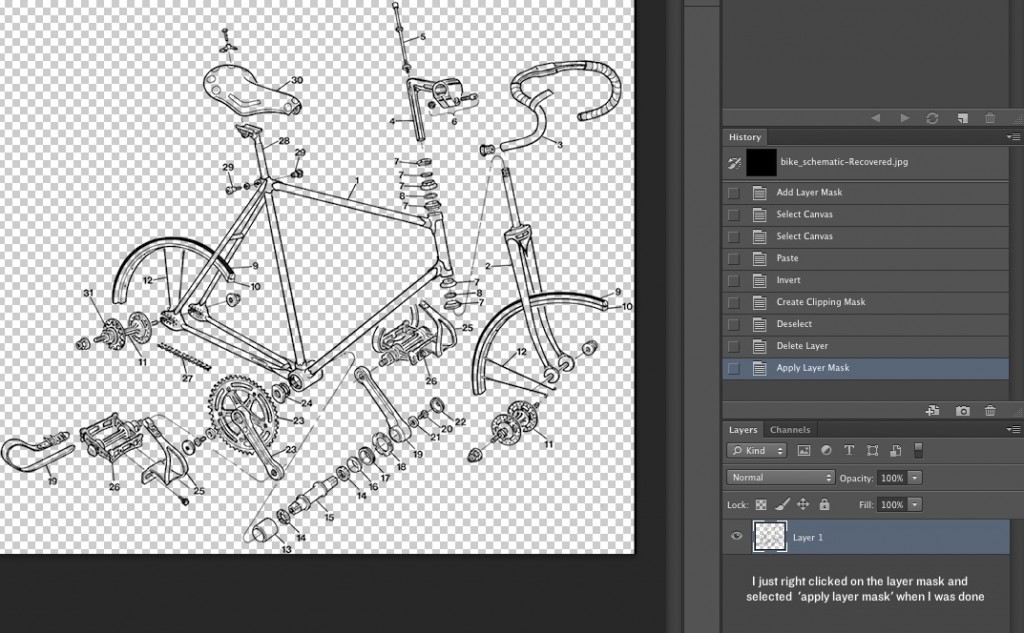 5
30
4
6
3
28
29
29
7
7
7
8
7
1
2
9
10
12
7
8
7
31
11
27
25
26
9
10
12
24
23
23
22
20
21
19
18
17
16
14
15
14
13
11
19
26
25
History
bike_schematic-Recovered.jpg
Add Layer Mask
Select Canvas
Select Canvas
Paste
Invert
Create Clipping Mask
Deselect
Delete Layer
Apply Layer Mask
Layers Channels
Kind
Normal Opacity: 100%
Lock: Fill: 100%
Layer 1
I just right clicked on the layer mask and
selected 'apply layer mask' when I was done